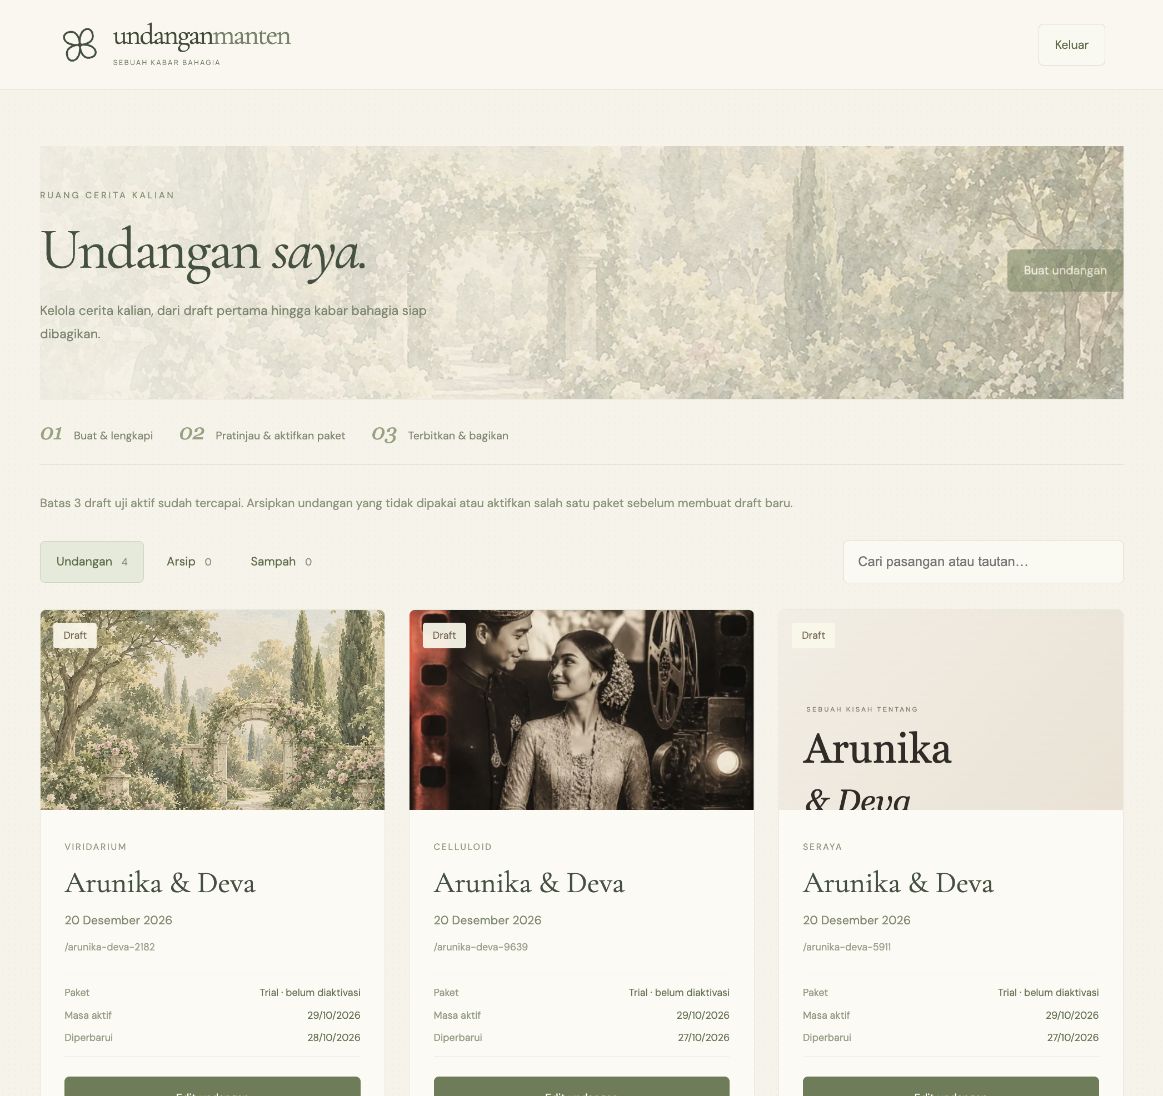 undanganmanten
SEBUAH KABAR BAHAGIA
Keluar
RUANG CERITA KALIAN
Undangan saya.
Kelola cerita kalian, dari draft pertama hingga kabar bahagia siap
dibagikan.
Buat undangan
01 Buat & lengkapi 02 Pratinjau & aktifkan paket 03 Terbitkan & bagikan
Batas 3 draft uji aktif sudah tercapai. Arsipkan undangan yang tidak dipakai atau aktifkan salah satu paket sebelum membuat draft baru.
Undangan 4 Arsip 0 Sampah 0
Cari pasangan atau tautan...
Draft
VIRIDARIUM
Arunika & Deva
20 Desember 2026
/arunika-deva-2182
Paket Trial · belum diaktivasi
Masa aktif 29/10/2026
Diperbarui 28/10/2026
Edit undangan
Draft
CELLULOID
Arunika & Deva
20 Desember 2026
/arunika-deva-9639
Paket Trial · belum diaktivasi
Masa aktif 29/10/2026
Diperbarui 27/10/2026
Edit undangan
Draft
SEBUAH KISAH TENTANG
Arunika
& Deva
SERAYA
Arunika & Deva
20 Desember 2026
/arunika-deva-5911
Paket Trial · belum diaktivasi
Masa aktif 29/10/2026
Diperbarui 27/10/2026
Edit undangan